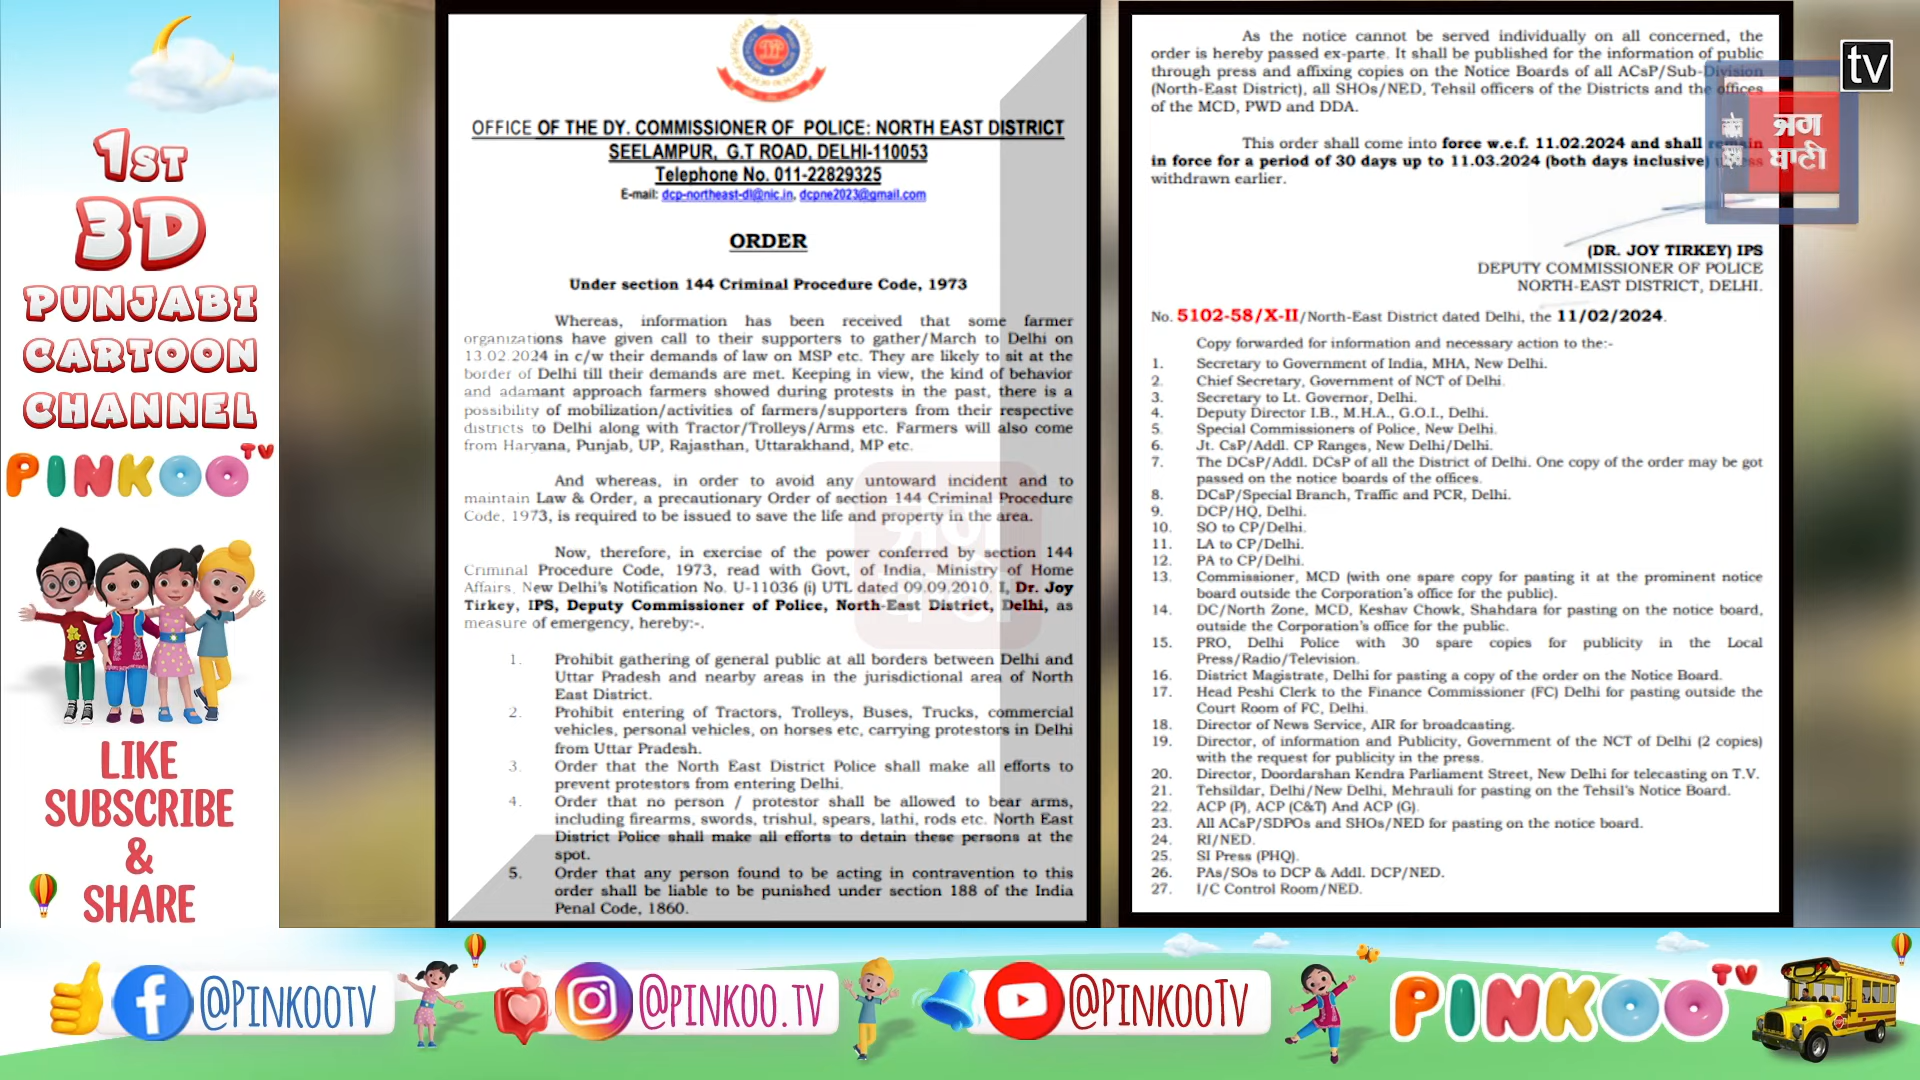 1ST
3D
PUNJABI
CARTOON
CHANNEL
PINKOO TV
LIKE
SUBSCRIBE
&
SHARE
OFFICE OF THE DY. COMMISSIONER OF POLICE: NORTH EAST DISTRICT
SEELAMPUR, G.T ROAD, DELHI-110053
Telephone No. 011-22829325
E-mail: dcp-northeast-dl@nic.in, dcpne2023@gmail.com
ORDER
Under section 144 Criminal Procedure Code, 1973
Whereas, information has been received that some farmer
organizations have given call to their supporters to gather/March to Delhi on
13.02.2024 in c/w their demands of law on MSP etc. They are likely to sit at the
border of Delhi till their demands are met. Keeping in view, the kind of behavior
and adamant approach farmers showed during protests in the past, there is a
possibility of mobilization/activities of farmers/supporters from their respective
districts to Delhi along with Tractor/Trolleys/Arms etc. Farmers will also come
from Haryana, Punjab, UP, Rajasthan, Uttarakhand, MP etc.
And whereas, in order to avoid any untoward incident and to
maintain Law & Order, a precautionary Order of section 144 Criminal Procedure
Code, 1973, is required to be issued to save the life and property in the area.
Now, therefore, in exercise of the power conferred by section 144
Criminal Procedure Code, 1973, read with Govt, of India, Ministry of Home
Affairs, New Delhi's Notification No. U-11036 (i) UTL dated 09.09.2010. I, Dr. Joy
Tirkey, IPS, Deputy Commissioner of Police, North-East District, Delhi, as
measure of emergency, hereby:-.
1. Prohibit gathering of general public at all borders between Delhi and
Uttar Pradesh and nearby areas in the jurisdictional area of North
East District.
2. Prohibit entering of Tractors, Trolleys, Buses, Trucks, commercial
vehicles, personal vehicles, on horses etc, carrying protestors in Delhi
from Uttar Pradesh.
3. Order that the North East District Police shall make all efforts to
prevent protestors from entering Delhi.
4. Order that no person / protestor shall be allowed to bear arms,
including firearms, swords, trishul, spears, lathi, rods etc. North East
District Police shall make all efforts to detain these persons at the
spot.
5. Order that any person found to be acting in contravention to this
order shall be liable to be punished under section 188 of the India
Penal Code, 1860.
As the notice cannot be served individually on all concerned, the
order is hereby passed ex-parte. It shall be published for the information of public
through press and affixing copies on the Notice Boards of all ACsP/Sub-Division
(North-East District), all SHOs/NED, Tehsil officers of the Districts and the offices
of the MCD, PWD and DDA.
This order shall come into force w.e.f. 11.02.2024 and shall remain
in force for a period of 30 days up to 11.03.2024 (both days inclusive)
withdrawn earlier.
(DR. JOY TIRKEY) IPS
DEPUTY COMMISSIONER OF POLICE
NORTH-EAST DISTRICT, DELHI.
No. 5102-58/X-II/North-East District dated Delhi, the 11/02/2024.
Copy forwarded for information and necessary action to the:-
1. Secretary to Government of India, MHA, New Delhi.
2. Chief Secretary, Government of NCT of Delhi.
3. Secretary to Lt. Governor, Delhi.
4. Deputy Director I.B., M.H.A., G.O.I., Delhi.
5. Special Commissioners of Police, New Delhi.
6. Jt. CsP/Addl. CP Ranges, New Delhi/Delhi.
7. The DCsP/Addl. DCsP of all the District of Delhi. One copy of the order may be got
passed on the notice boards of the offices.
8. DCsP/Special Branch, Traffic and PCR, Delhi.
9. DCP/HQ, Delhi.
10. SO to CP/Delhi.
11. LA to CP/Delhi.
12. PA to CP/Delhi.
13. Commissioner, MCD (with one spare copy for pasting it at the prominent notice
board outside the Corporation's office for the public).
14. DC/North Zone, MCD, Keshav Chowk, Shahdara for pasting on the notice board,
outside the Corporation's office for the public.
15. PRO, Delhi Police with 30 spare copies for publicity in the Local
Press/Radio/Television.
16. District Magistrate, Delhi for pasting a copy of the order on the Notice Board.
17. Head Peshi Clerk to the Finance Commissioner (FC) Delhi for pasting outside the
Court Room of FC, Delhi.
18. Director of News Service, AIR for broadcasting.
19. Director, of information and Publicity, Government of the NCT of Delhi (2 copies)
with the request for publicity in the press.
20. Director, Doordarshan Kendra Parliament Street, New Delhi for telecasting on T.V.
21. Tehsildar, Delhi/New Delhi, Mehrauli for pasting on the Tehsil's Notice Board.
22. ACP (P), ACP (C&T) And ACP (G).
23. All ACsP/SDPOs and SHOs/NED for pasting on the notice board.
24. RI/NED.
25. SI Press (PHQ).
26. PAs/SOs to DCP & Addl. DCP/NED.
27. I/C Control Room/NED.
tv
ਜਗ
ਬਾਣੀ
@PINKOOTV
@PINKOO.TV
@PINKOOTV
PINKOO TV